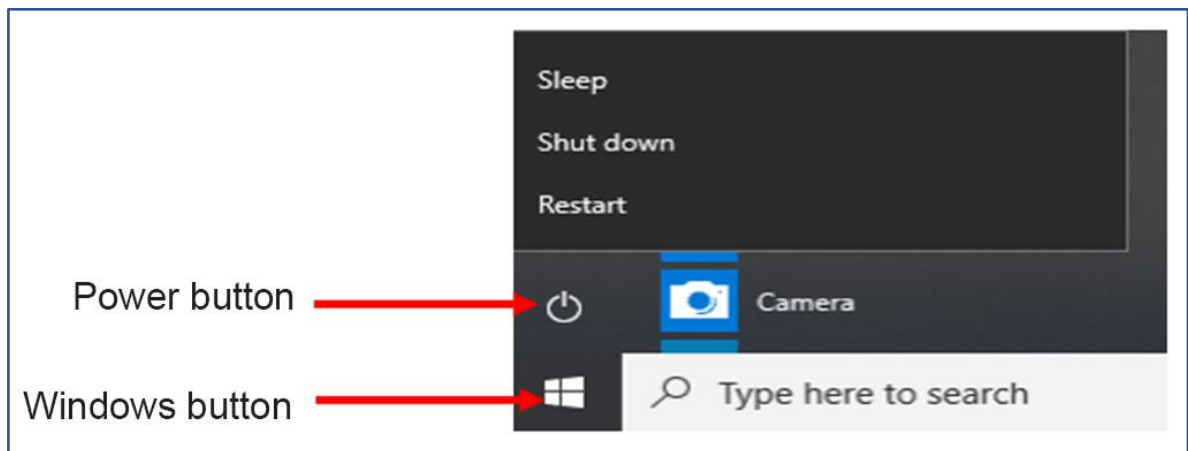 Sleep
Shut down
Restart
Power button
Camera
Windows button
Type here to search